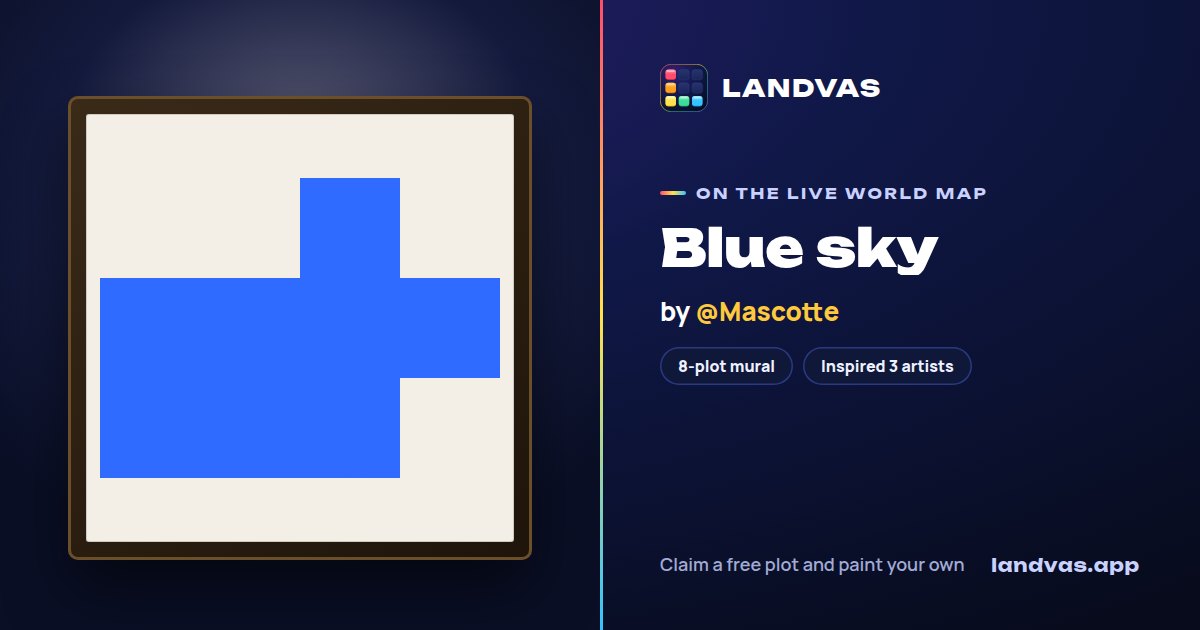 LANDVAS
ON THE LIVE WORLD MAP
Blue sky
by @Mascotte
8-plot mural
Inspired 3 artists
Claim a free plot and paint your own
landvas.app